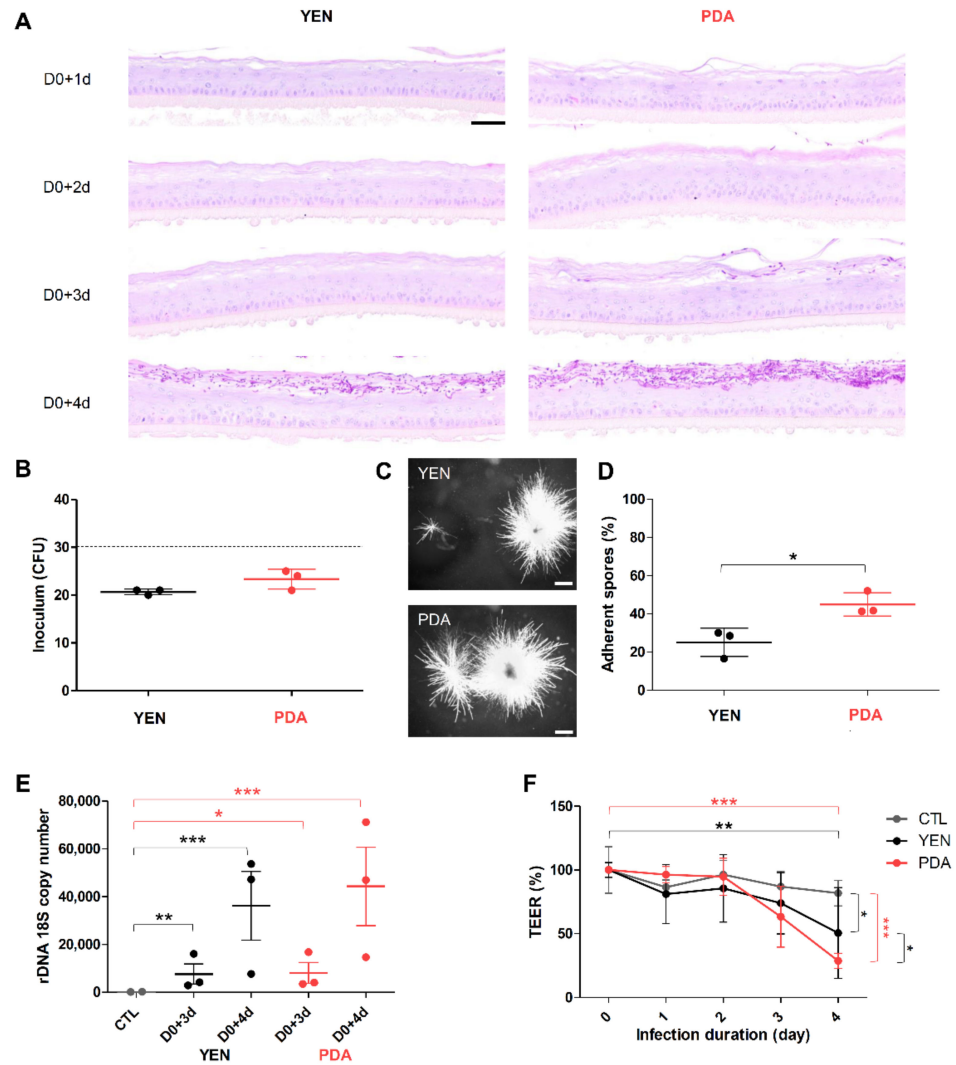 A
YEN
PDA
D0+1d
D0+2d
D0+3d
D0+4d
B
Inoculum (CFU)
40
30
20
10
0
YEN
PDA
C
YEN
PDA
D
Adherent spores (%)
100
80
60
40
20
0
*
YEN
PDA
E
rDNA 18S copy number
80,000
60,000
40,000
20,000
0
***
*
***
**
CTL
D0+3d
D0+4d
D0+3d
D0+4d
YEN
PDA
F
TEER (%)
150
100
50
0
***
**
CTL
YEN
PDA
*
***
*
0
1
2
3
4
Infection duration (day)